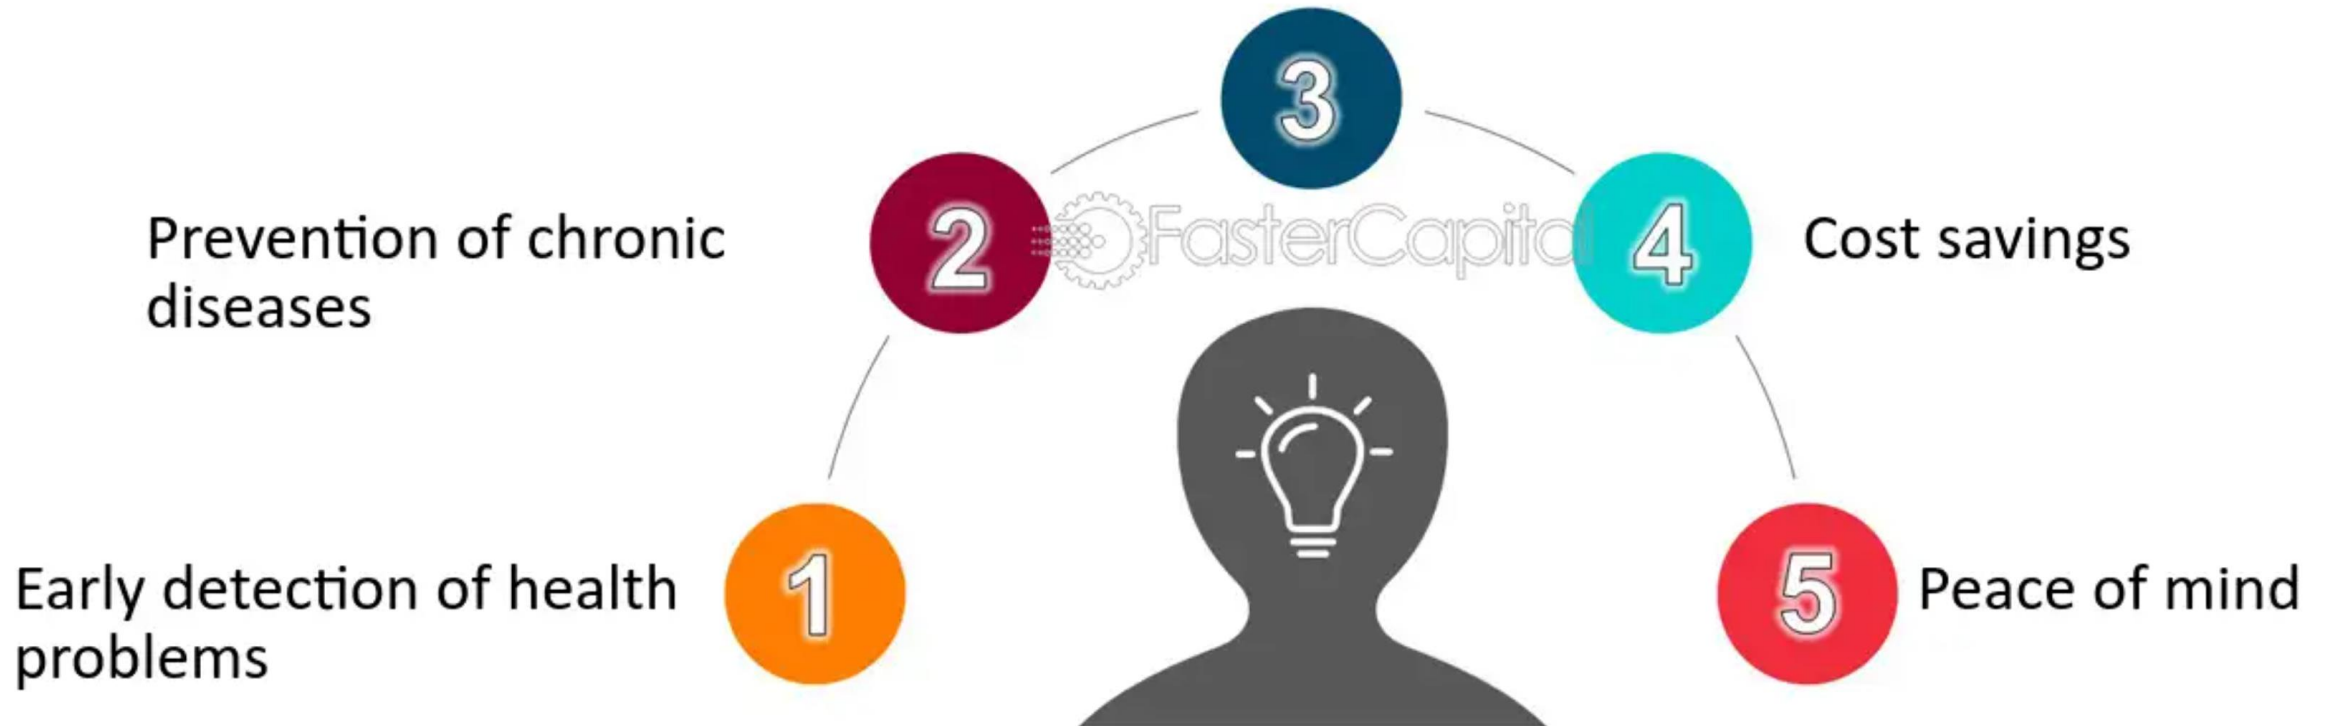 3
2
FasterCapital
4
Prevention of chronic
diseases
Cost savings
1
5
Early detection of health
problems
Peace of mind